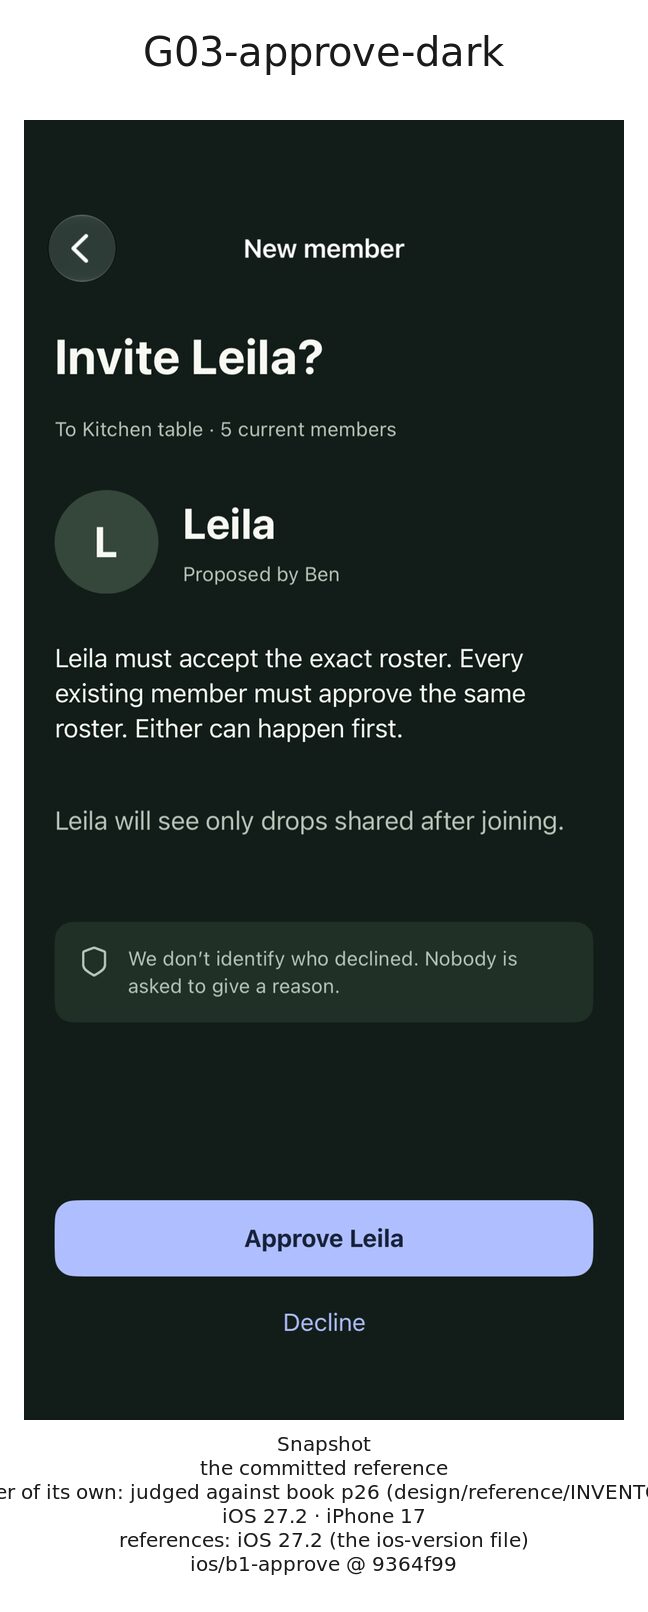 G03-approve-dark
New member
Invite Leila?
To Kitchen table · 5 current members
L
Leila
Proposed by Ben
Leila must accept the exact roster. Every
existing member must approve the same
roster. Either can happen first.
Leila will see only drops shared after joining.
We don’t identify who declined. Nobody is
asked to give a reason.
Approve Leila
Decline
Snapshot
the committed reference
of its own: judged against book p26 (design/reference/
iOS 27.2 · iPhone 17
references: iOS 27.2 (the ios-version file)
ios/b1-approve @ 9364f99